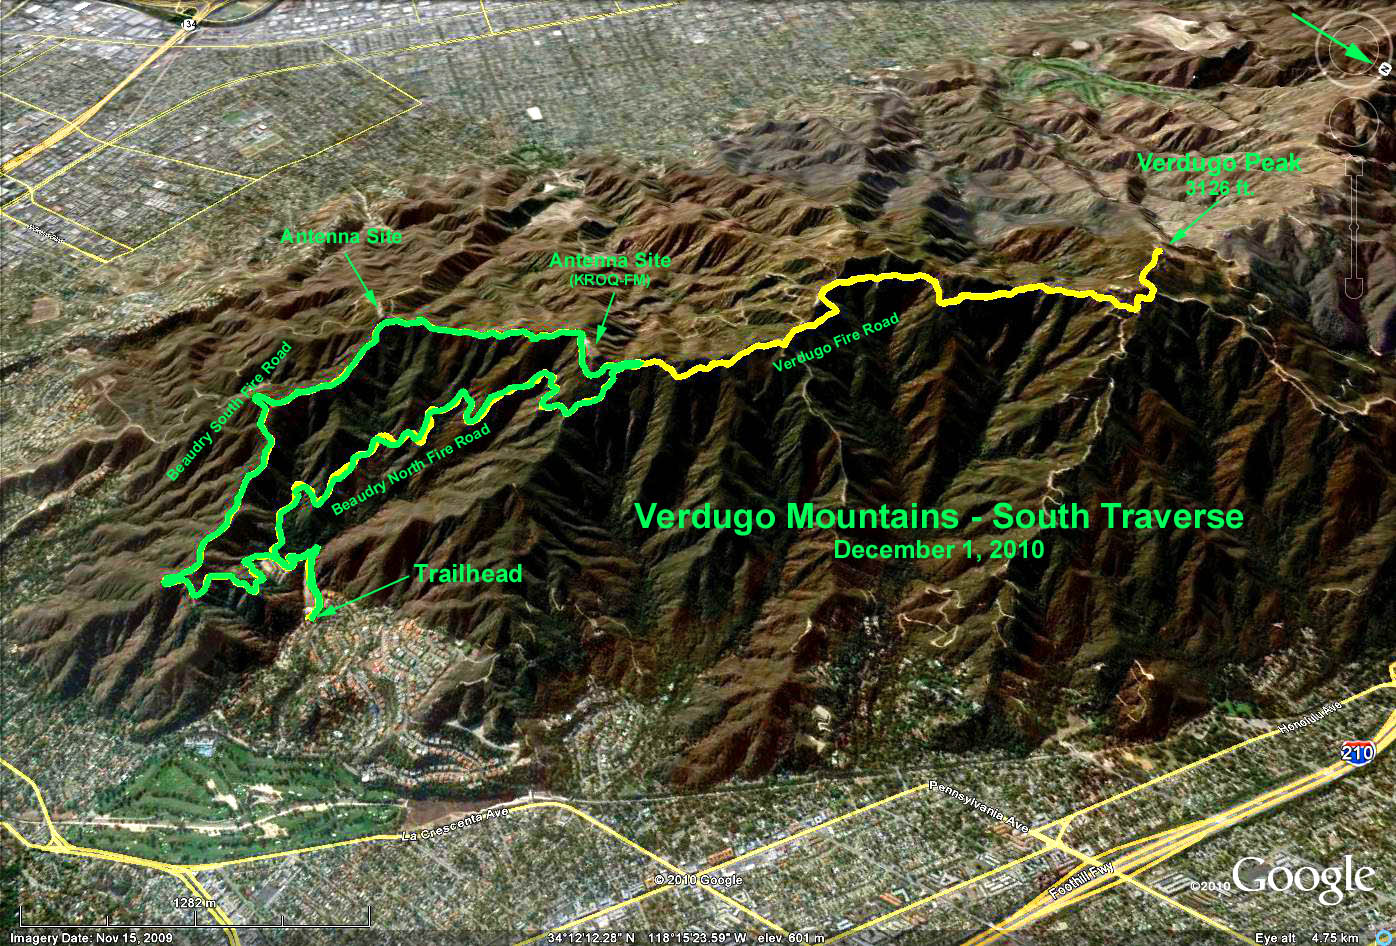 134
N
Verdugo Peak
3126 ft.
Antenna Site
Antenna Site
(KROQ-FM)
Verdugo Fire Road
Beaudry South Fire Road
Beaudry North Fire Road
Verdugo Mountains - South Traverse
December 1, 2010
Trailhead
Honolulu Ave
210
Pennsylvania Ave
La Crescenta Ave
Foothill Fwy
© 2010 Google
©2010 Google
1282 m
Imagery Date: Nov 15, 2009
34°12'12.28" N 118°15'23.59" W elev 601 m
Eye alt 4.75 km